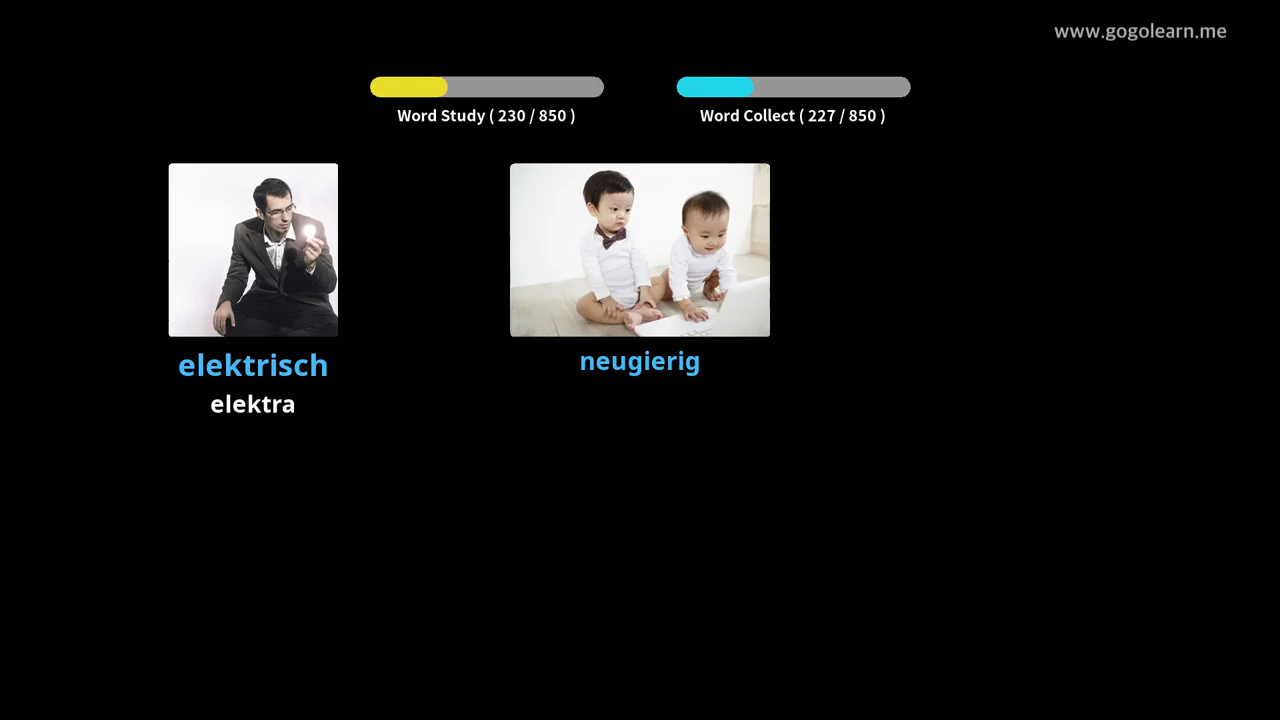 www.gogolearn.me
Word Study ( 230 / 850 )
Word Collect ( 227 / 850 )
elektrisch
elektra
neugierig